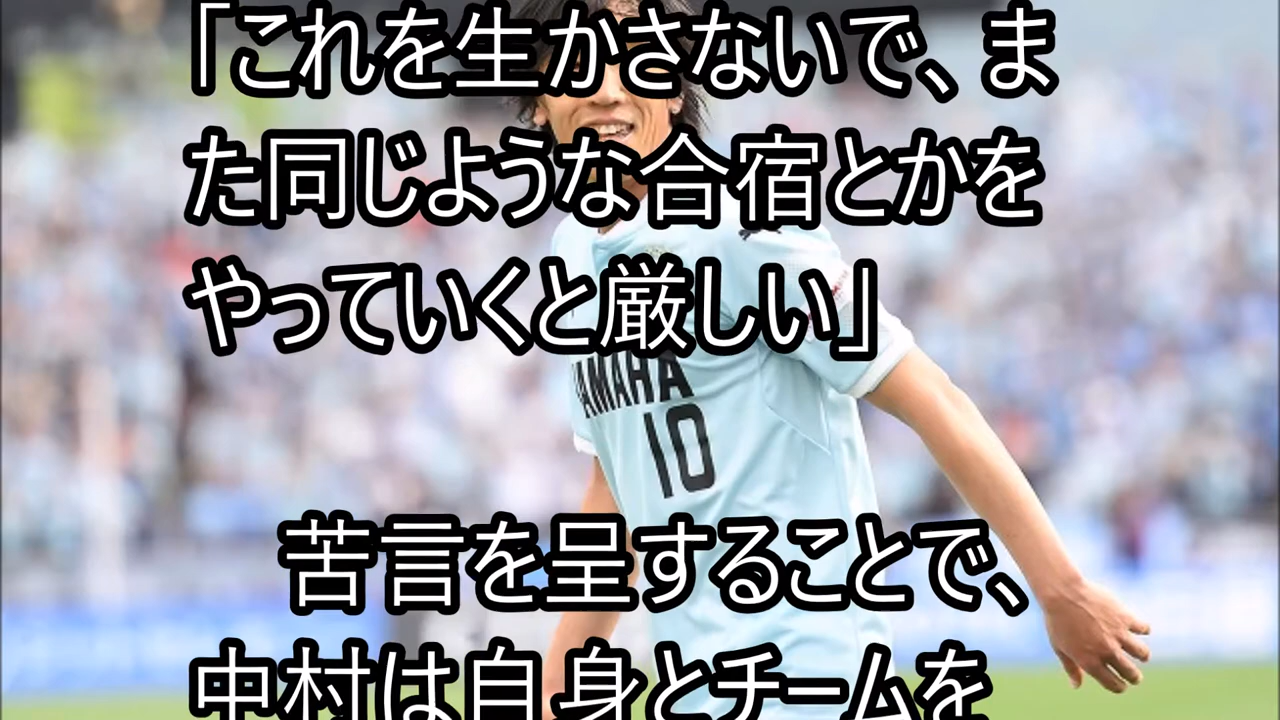 「これを生かさないで、ま
た同じような合宿とかを
やっていくと厳しい」
YAMAHA
10
苦言を呈することで、
中村は自身とチームを